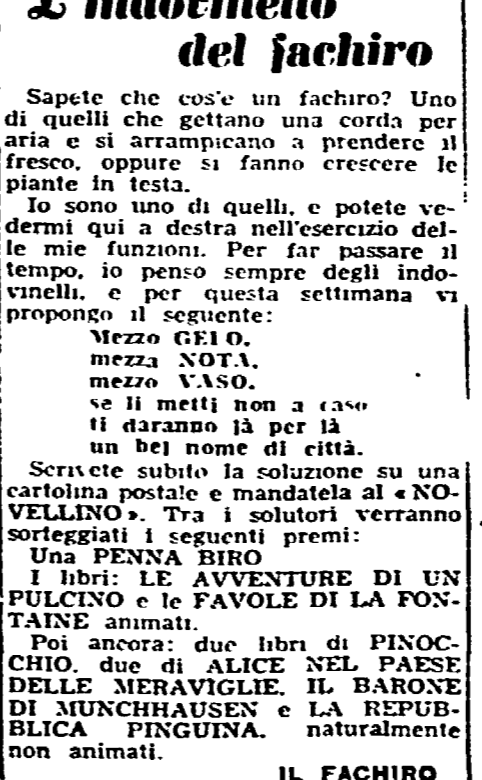 L'indovinello
del fachiro
Sapete che cos'e un fachiro? Uno
di quelli che gettano una corda per
aria e si arrampicano a prendere il
fresco, oppure si fanno crescere le
piante in testa.
Io sono uno di quelli, e potete ve-
dermi qui a destra nell'esercizio del-
le mie funzioni. Per far passare il
tempo, io penso sempre degli indo-
vinelli, e per questa settimana vi
propongo il seguente:
Mezzo GELO,
mezza NOTA,
mezzo VASO,
se li metti non a caso
ti daranno là per là
un bel nome di città.
Scrivete subito la soluzione su una
cartolina postale e mandatela al « NO-
VELLINO ». Tra i solutori verranno
sorteggiati i seguenti premi:
Una PENNA BIRO
I libri: LE AVVENTURE DI UN
PULCINO e le FAVOLE DI LA FON-
TAINE animati.
Poi ancora: due libri di PINOC-
CHIO, due di ALICE NEL PAESE
DELLE MERAVIGLIE, IL BARONE
DI MUNCHHAUSEN e LA REPUB-
BLICA PINGUINA, naturalmente
non animati.
IL FACHIRO